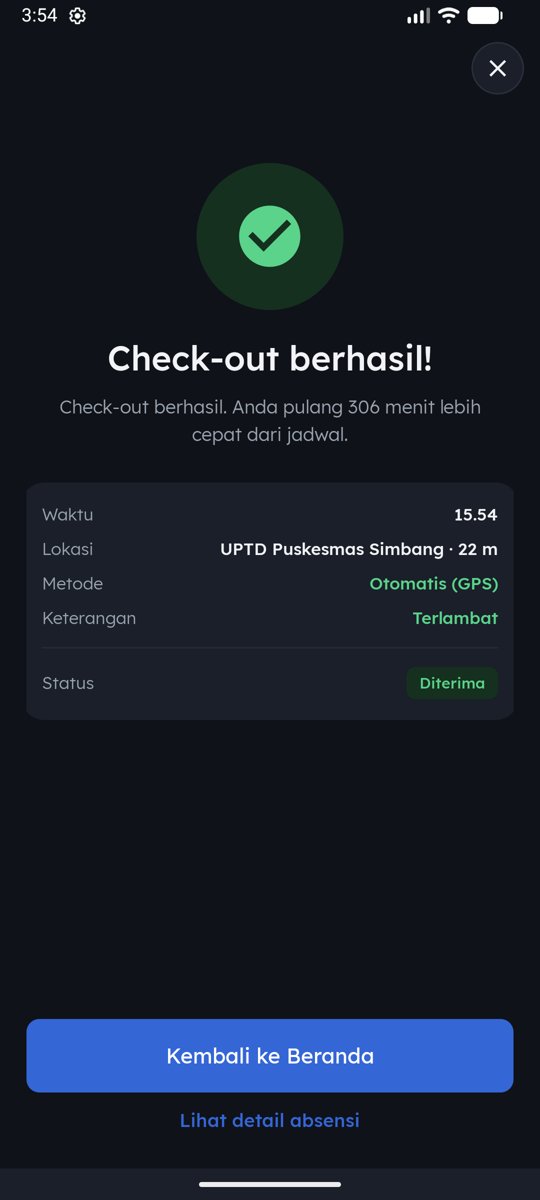 3:54
Check-out berhasil!
Check-out berhasil. Anda pulang 306 menit lebih
cepat dari jadwal.
Waktu 15.54
Lokasi UPTD Puskesmas Simbang · 22 m
Metode Otomatis (GPS)
Keterangan Terlambat
Status Diterima
Kembali ke Beranda
Lihat detail absensi